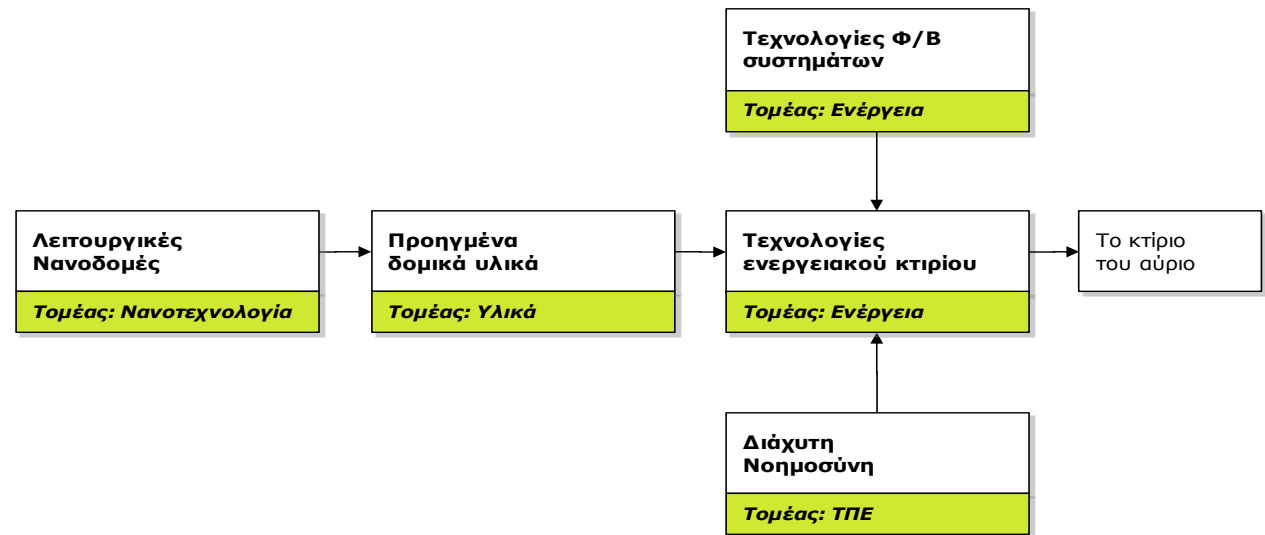 Τεχνολογίες Φ/Β
συστημάτων
Τομέας: Ενέργεια
Λειτουργικές
Νανοδομές
Τομέας: Νανοτεχνολογία
Προηγμένα
δομικά υλικά
Τομέας: Υλικά
Τεχνολογίες
ενεργειακού κτιρίου
Τομέας: Ενέργεια
Το κτίριο
του αύριο
Διάχυτη
Νοημοσύνη
Τομέας: ΤΠΕ